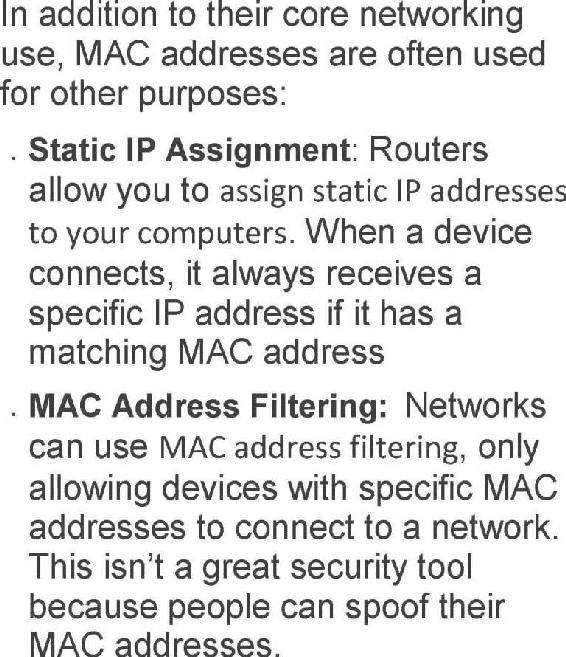 In addition to their core networking
use, MAC addresses are often used
for other purposes:
. Static IP Assignment: Routers
allow you to assign static IP addresses
to your computers. When a device
connects, it always receives a
specific IP address if it has a
matching MAC address
. MAC Address Filtering: Networks
can use MAC address filtering, only
allowing devices with specific MAC
addresses to connect to a network.
This isn't a great security tool
because people can spoof their
MAC addresses.